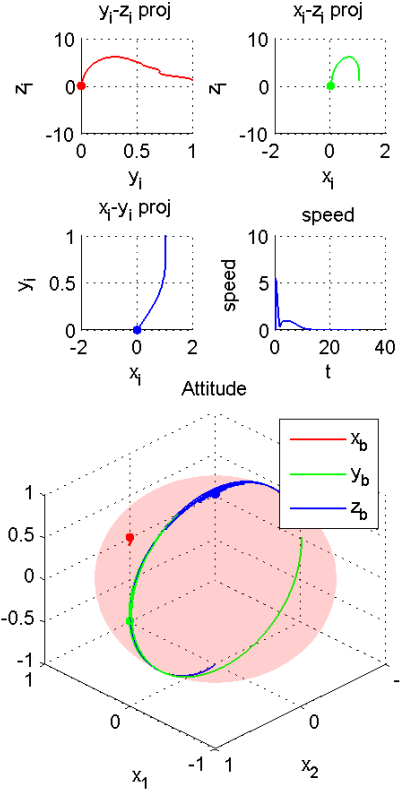 yi-zi proj
xi-zi proj
10
0
-10
zi
0
0.5
1
yi
10
0
-10
zi
-2
0
2
xi
xi-yi proj
speed
1
0.5
0
yi
-2
0
2
xi
10
5
0
speed
0
20
40
t
Attitude
xb
yb
zb
1
0.5
0
-0.5
-1
1
0
-1
x1
1
0
-
x2